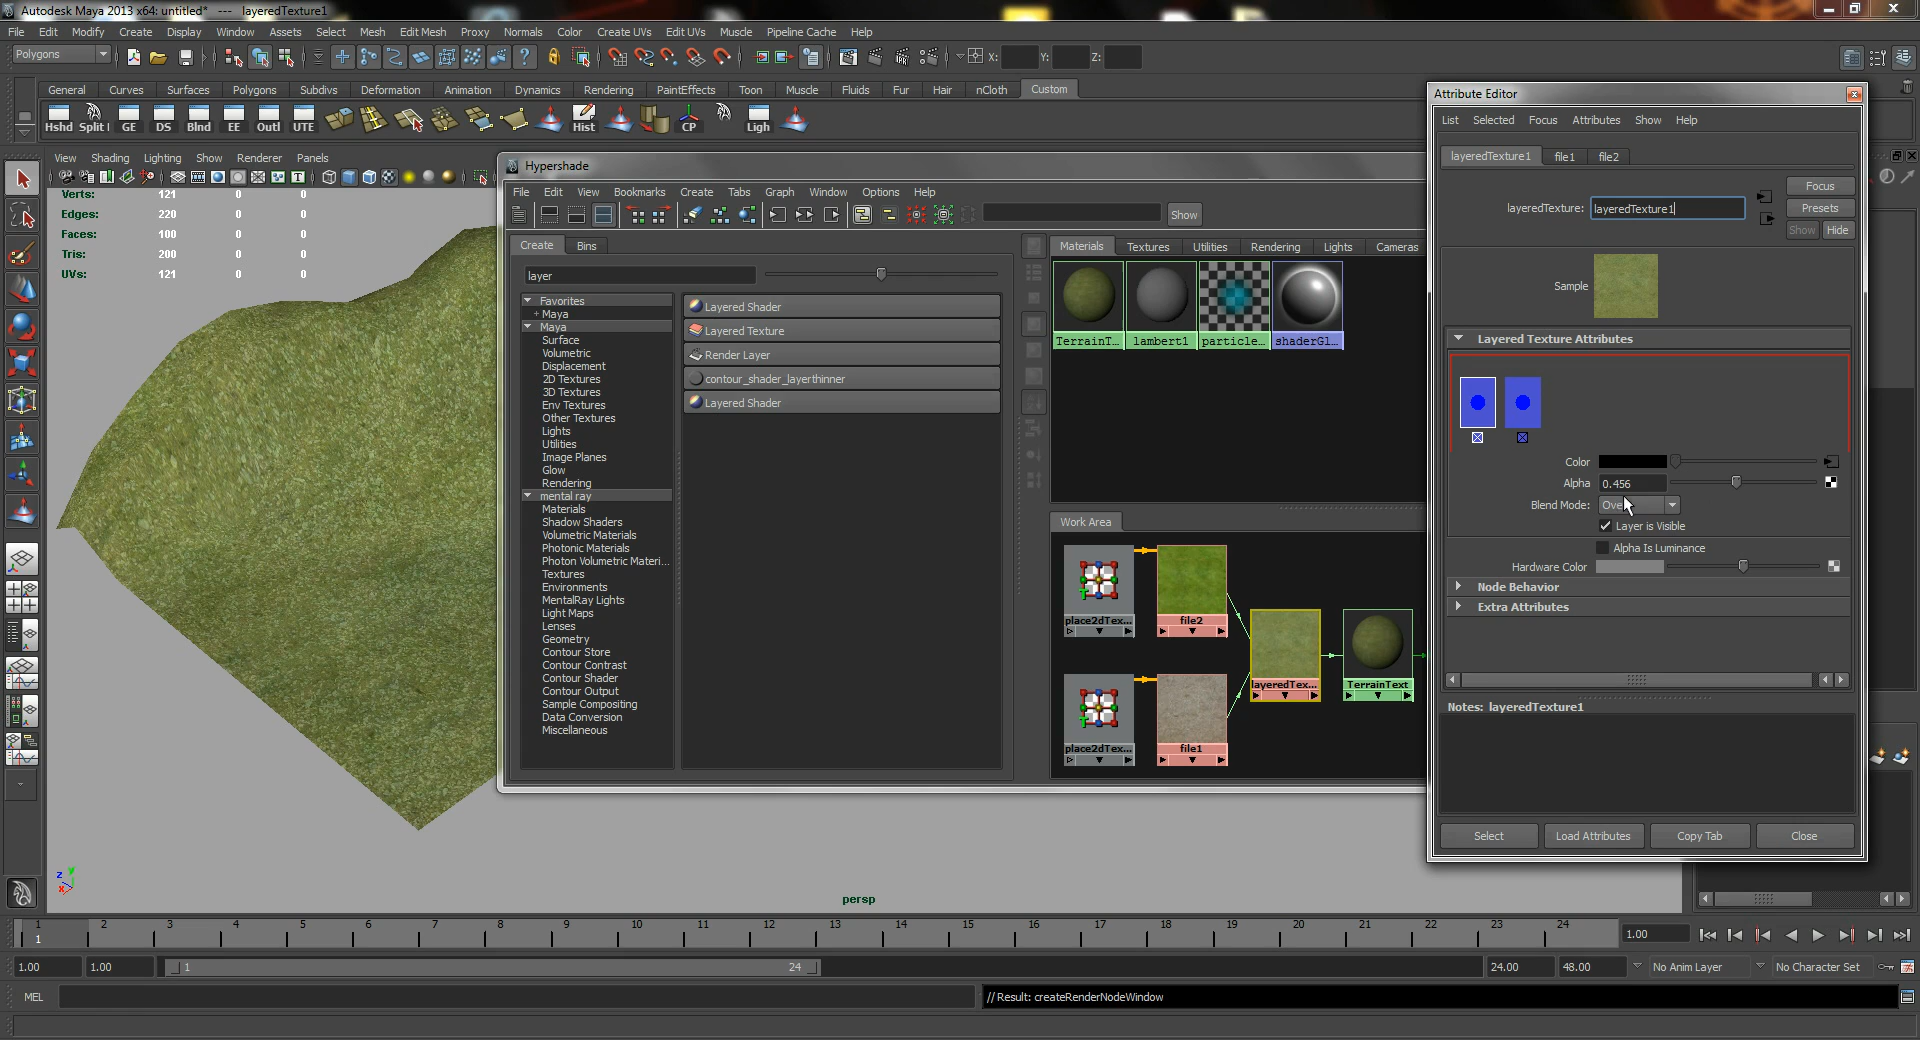 Autodesk Maya 2013 x64: untitled* --- layeredTexture1
File Edit Modify Create Display Window Assets Select Mesh Edit Mesh Proxy Normals Color Create UVs Edit UVs Muscle Pipeline Cache Help
Polygons
X: Y: Z:
General Curves Surfaces Polygons Subdivs Deformation Animation Dynamics Rendering PaintEffects Toon Muscle Fluids Fur Hair nCloth Custom
Hshd Split GE DS Blnd EE Outl UTE Hist CP Ligh
View Shading Lighting Show Renderer Panels
Verts: 121 0 0
Edges: 220 0 0
Faces: 100 0 0
Tris: 200 0 0
UVs: 121 0 0
persp
Hypershade
File Edit View Bookmarks Create Tabs Graph Window Options Help
Show
Create Bins
layer
Favorites
+ Maya
Maya
Surface
Volumetric
Displacement
2D Textures
3D Textures
Env Textures
Other Textures
Lights
Utilities
Image Planes
Glow
Rendering
mental ray
Materials
Shadow Shaders
Volumetric Materials
Photonic Materials
Photon Volumetric Materi...
Textures
Environments
MentalRay Lights
Light Maps
Lenses
Geometry
Contour Store
Contour Contrast
Contour Shader
Contour Output
Sample Compositing
Data Conversion
Miscellaneous
Layered Shader
Layered Texture
Render Layer
contour_shader_layerthinner
Layered Shader
Materials Textures Utilities Rendering Lights Cameras
TerrainT... lambert1 particle... shaderGl...
Work Area
place2dTex... file2
layeredTex... TerrainText
place2dTex... file1
Attribute Editor
List Selected Focus Attributes Show Help
layeredTexture1 file1 file2
Focus
layeredTexture: layeredTexture1 Presets
Show Hide
Sample
Layered Texture Attributes
Color
Alpha 0.456
Blend Mode: Ove
Layer is Visible
Alpha Is Luminance
Hardware Color
Node Behavior
Extra Attributes
Notes: layeredTexture1
Select Load Attributes Copy Tab Close
1 2 3 4 5 6 7 8 9 10 11 12 13 14 15 16 17 18 19 20 21 22 23 24
1
1.00
1.00 1.00 1 24 24.00 48.00 No Anim Layer No Character Set
MEL // Result: createRenderNodeWindow